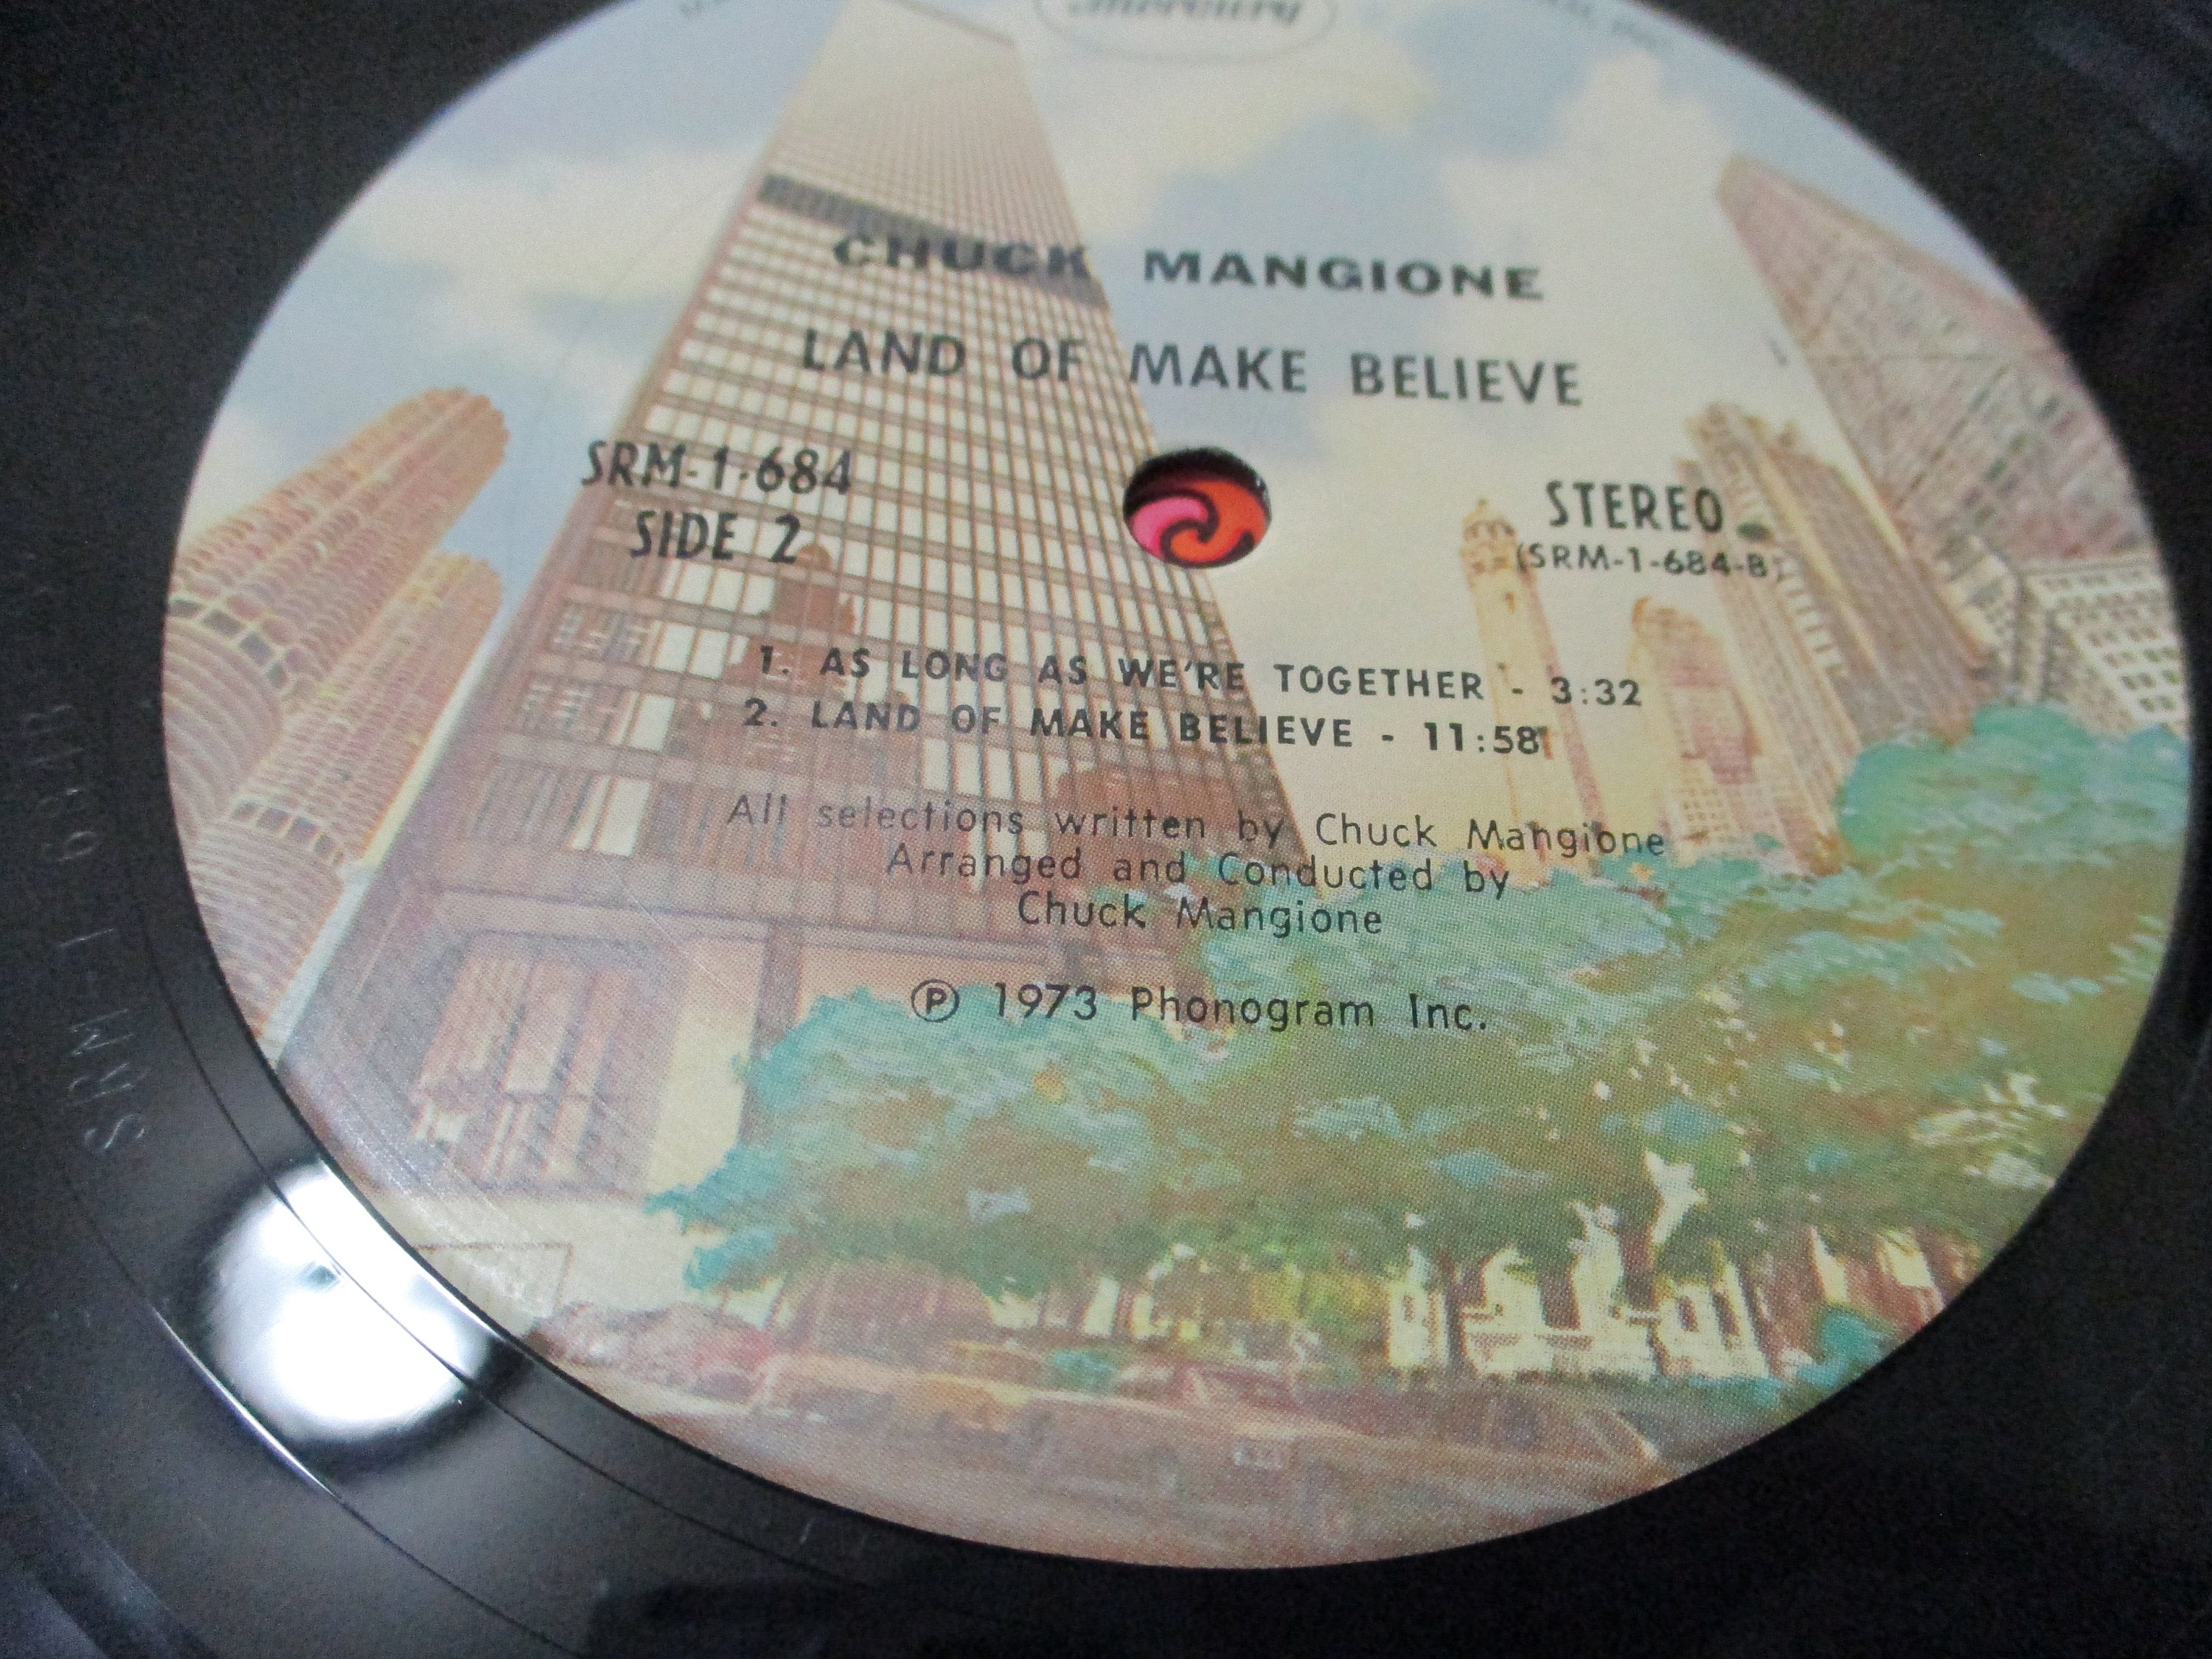 Mercury
CHUCK MANGIONE
LAND OF MAKE BELIEVE
SRM-1-684
SIDE 2
STEREO
(SRM-1-684-B)
1. AS LONG AS WE'RE TOGETHER - 3:32
2. LAND OF MAKE BELIEVE - 11:58
All selections written by Chuck Mangione
Arranged and Conducted by
Chuck Mangione
Ⓟ 1973 Phonogram Inc.